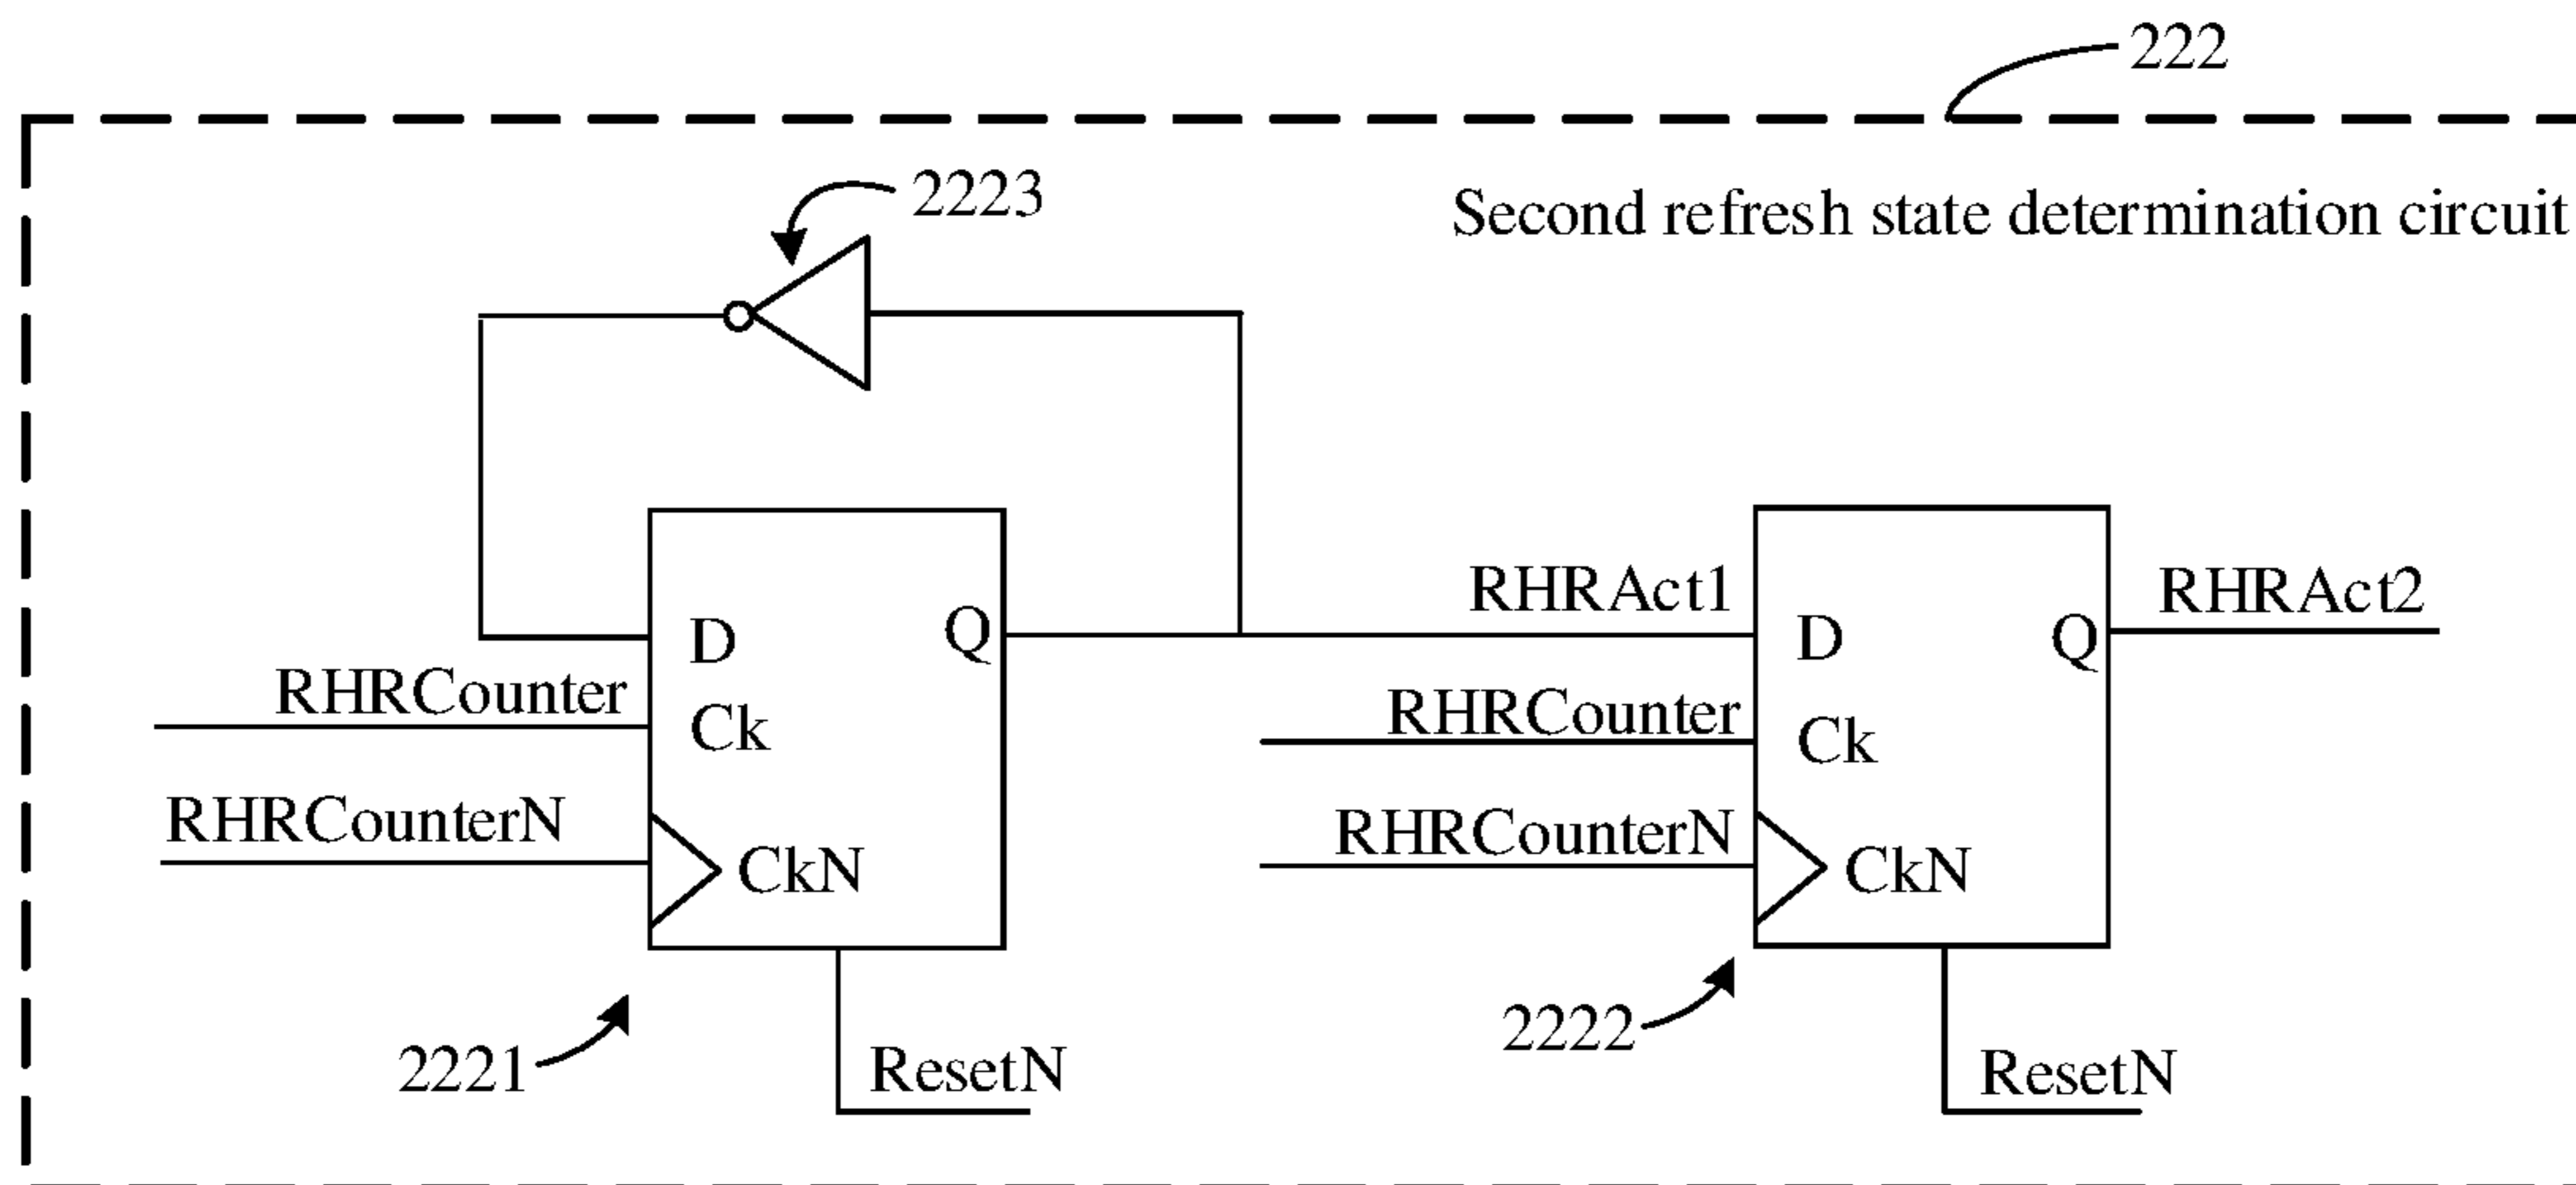 222
2223
Second refresh state determination circuit
RHRAct1
RHRAct2
D
Q
D
Q
RHRCounter
Ck
RHRCounter
Ck
RHRCounterN
CkN
RHRCounterN
CkN
2221
ResetN
2222
ResetN